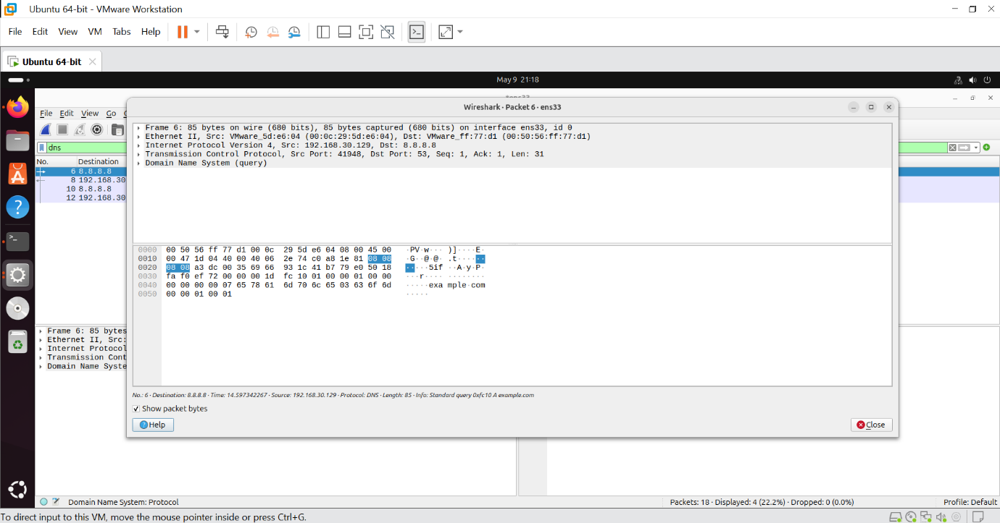 Ubuntu 64-bit - VMware Workstation
File Edit View VM Tabs Help
Ubuntu 64-bit
May 9 21:18
Wireshark · Packet 6 · ens33
File Edit View Go
dns
No. Destination
6 8.8.8.8
8 192.168.30
10 8.8.8.8
12 192.168.30
Frame 6: 85 bytes on wire (680 bits), 85 bytes captured (680 bits) on interface ens33, id 0
Ethernet II, Src: VMware_5d:e6:04 (00:0c:29:5d:e6:04), Dst: VMware_ff:77:d1 (00:50:56:ff:77:d1)
Internet Protocol Version 4, Src: 192.168.30.129, Dst: 8.8.8.8
Transmission Control Protocol, Src Port: 41948, Dst Port: 53, Seq: 1, Ack: 1, Len: 31
Domain Name System (query)
0000 00 50 56 ff 77 d1 00 0c 29 5d e6 04 08 00 45 00 ·PV·w··· )]····E·
0010 00 47 1d 04 40 00 40 06 2e 74 c0 a8 1e 81 08 08 ·G··@·@· .t······
0020 08 08 a3 dc 00 35 69 66 93 1c 41 b7 79 e0 50 18 ·····5if ··A·y·P·
0030 fa f0 ef 72 00 00 00 1d fc 10 01 00 00 01 00 00 ···r···· ········
0040 00 00 00 00 07 65 78 61 6d 70 6c 65 03 63 6f 6d ·····exa mple·com
0050 00 00 01 00 01 ·····
Frame 6: 85 bytes
Ethernet II, Src:
Internet Protocol
Transmission Cont
Domain Name Syste
No.: 6 · Destination: 8.8.8.8 · Time: 14.597342267 · Source: 192.168.30.129 · Protocol: DNS · Length: 85 · Info: Standard query 0xfc10 A example.com
Show packet bytes
Help
Close
Domain Name System: Protocol
Packets: 18 · Displayed: 4 (22.2%) · Dropped: 0 (0.0%)
Profile: Default
To direct input to this VM, move the mouse pointer inside or press Ctrl+G.